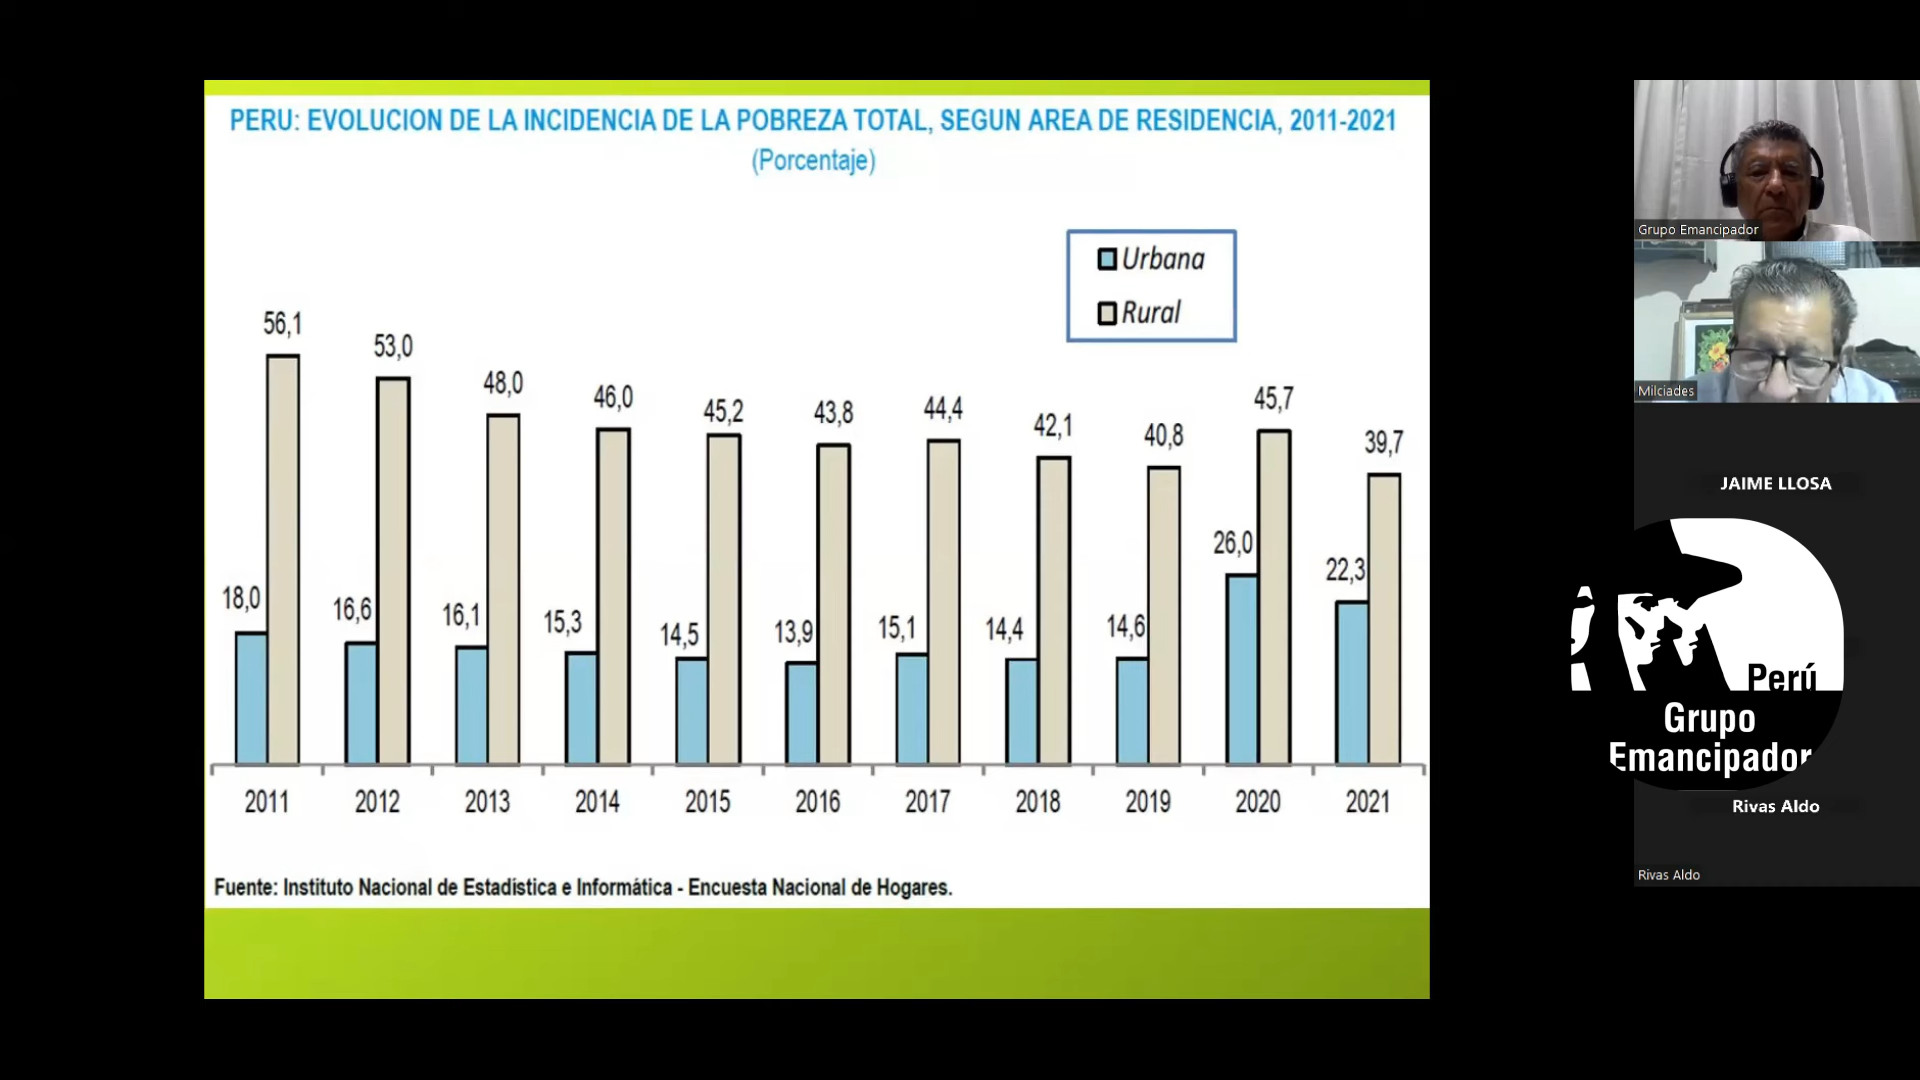 PERU: EVOLUCION DE LA INCIDENCIA DE LA POBREZA TOTAL, SEGUN AREA DE RESIDENCIA, 2011-2021
(Porcentaje)
Urbana
Rural
18,0 56,1
16,6 53,0
16,1 48,0
15,3 46,0
14,5 45,2
13,9 43,8
15,1 44,4
14,4 42,1
14,6 40,8
26,0 45,7
22,3 39,7
2011 2012 2013 2014 2015 2016 2017 2018 2019 2020 2021
Fuente: Instituto Nacional de Estadística e Informática - Encuesta Nacional de Hogares.
Grupo Emancipador
Milciades
JAIME LLOSA
Perú
Grupo
Emancipador
Rivas Aldo
Rivas Aldo